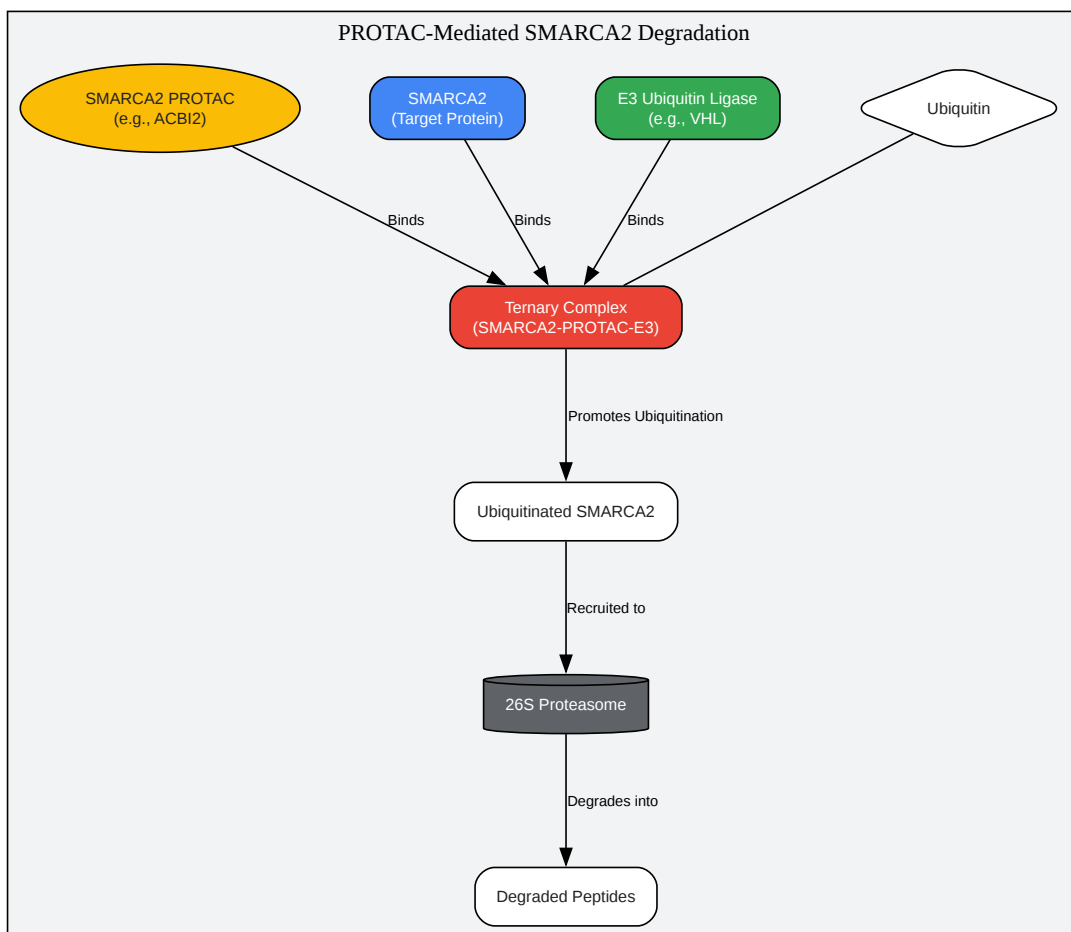 PROTAC-Mediated SMARCA2 Degradation
SMARCA2 PROTAC
(e.g., ACBI2)
SMARCA2
(Target Protein)
E3 Ubiquitin Ligase
(e.g., VHL)
Ubiquitin
Binds
Binds
Binds
Ternary Complex
(SMARCA2-PROTAC-E3)
Promotes Ubiquitination
Ubiquitinated SMARCA2
Recruited to
26S Proteasome
Degrades into
Degraded Peptides